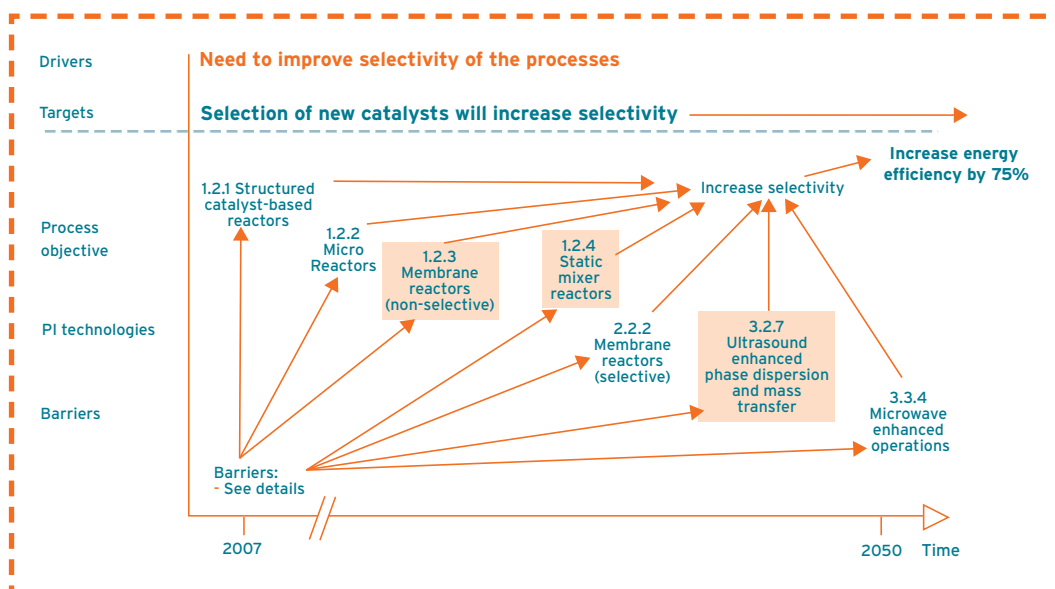 Drivers
Need to improve selectivity of the processes
Targets
Selection of new catalysts will increase selectivity
Increase energy
efficiency by 75%
1.2.1 Structured
catalyst-based
reactors
Increase selectivity
Process
objective
1.2.2
Micro
Reactors
1.2.3
Membrane
reactors
(non-selective)
1.2.4
Static
mixer
reactors
PI technologies
2.2.2
Membrane
reactors
(selective)
3.2.7
Ultrasound
enhanced
phase dispersion
and mass
transfer
Barriers
3.3.4
Microwave
enhanced
operations
Barriers:
- See details
2007
2050
Time